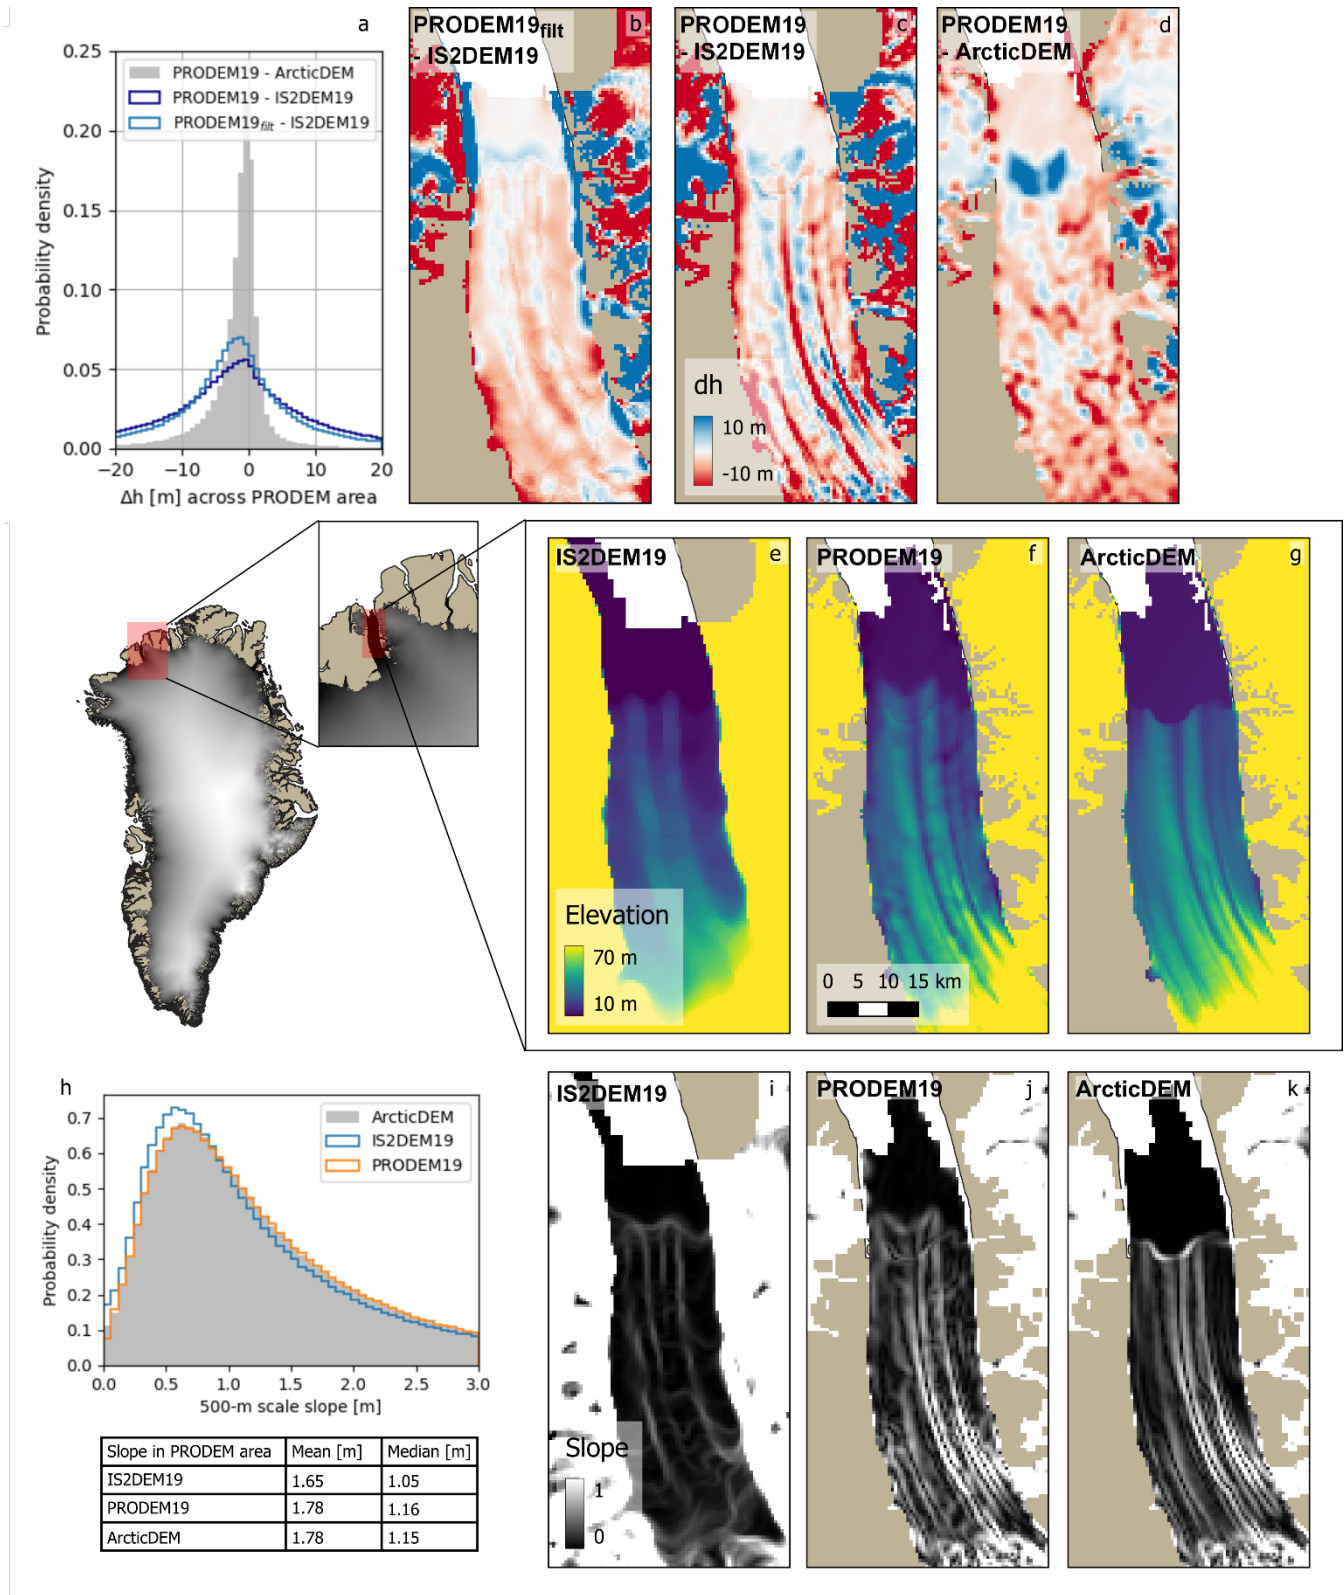 a
0.25
0.20
0.15
0.10
0.05
0.00
Probability density
PRODEM19 - ArcticDEM
PRODEM19 - IS2DEM19
PRODEM19filt - IS2DEM19
−20
−10
0
10
20
Δh [m] across PRODEM area
PRODEM19filt
- IS2DEM19
b
PRODEM19
- IS2DEM19
c
dh
10 m
-10 m
PRODEM19
- ArcticDEM
d
IS2DEM19
e
Elevation
70 m
10 m
PRODEM19
f
0 5 10 15 km
ArcticDEM
g
h
0.7
0.6
0.5
0.4
0.3
0.2
0.1
0.0
Probability density
ArcticDEM
IS2DEM19
PRODEM19
0.0
0.5
1.0
1.5
2.0
2.5
3.0
500-m scale slope [m]
Slope in PRODEM area Mean [m] Median [m]
IS2DEM19 1.65 1.05
PRODEM19 1.78 1.16
ArcticDEM 1.78 1.15
IS2DEM19
i
Slope
1
0
PRODEM19
j
ArcticDEM
k